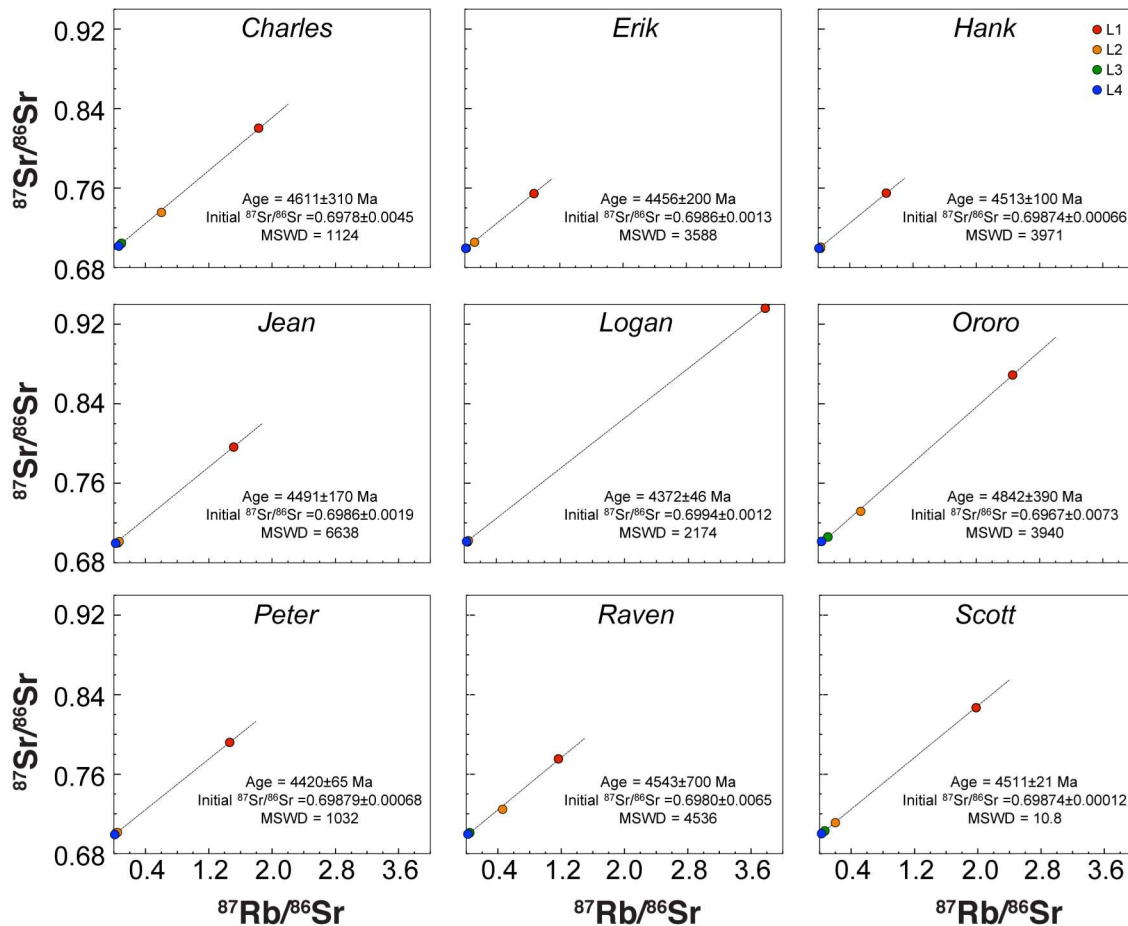 Charles
Erik
Hank
L1
L2
L3
L4
0.92
0.84
0.76
0.68
⁸⁷Sr/⁸⁶Sr
Age = 4611±310 Ma
Initial ⁸⁷Sr/⁸⁶Sr =0.6978±0.0045
MSWD = 1124
Age = 4456±200 Ma
Initial ⁸⁷Sr/⁸⁶Sr =0.6986±0.0013
MSWD = 3588
Age = 4513±100 Ma
Initial ⁸⁷Sr/⁸⁶Sr =0.69874±0.00066
MSWD = 3971
Jean
Logan
Ororo
0.92
0.84
0.76
0.68
⁸⁷Sr/⁸⁶Sr
Age = 4491±170 Ma
Initial ⁸⁷Sr/⁸⁶Sr =0.6986±0.0019
MSWD = 6638
Age = 4372±46 Ma
Initial ⁸⁷Sr/⁸⁶Sr =0.6994±0.0012
MSWD = 2174
Age = 4842±390 Ma
Initial ⁸⁷Sr/⁸⁶Sr =0.6967±0.0073
MSWD = 3940
Peter
Raven
Scott
0.92
0.84
0.76
0.68
⁸⁷Sr/⁸⁶Sr
Age = 4420±65 Ma
Initial ⁸⁷Sr/⁸⁶Sr =0.69879±0.00068
MSWD = 1032
Age = 4543±700 Ma
Initial ⁸⁷Sr/⁸⁶Sr =0.6980±0.0065
MSWD = 4536
Age = 4511±21 Ma
Initial ⁸⁷Sr/⁸⁶Sr =0.69874±0.00012
MSWD = 10.8
0.4 1.2 2.0 2.8 3.6
0.4 1.2 2.0 2.8 3.6
0.4 1.2 2.0 2.8 3.6
⁸⁷Rb/⁸⁶Sr
⁸⁷Rb/⁸⁶Sr
⁸⁷Rb/⁸⁶Sr